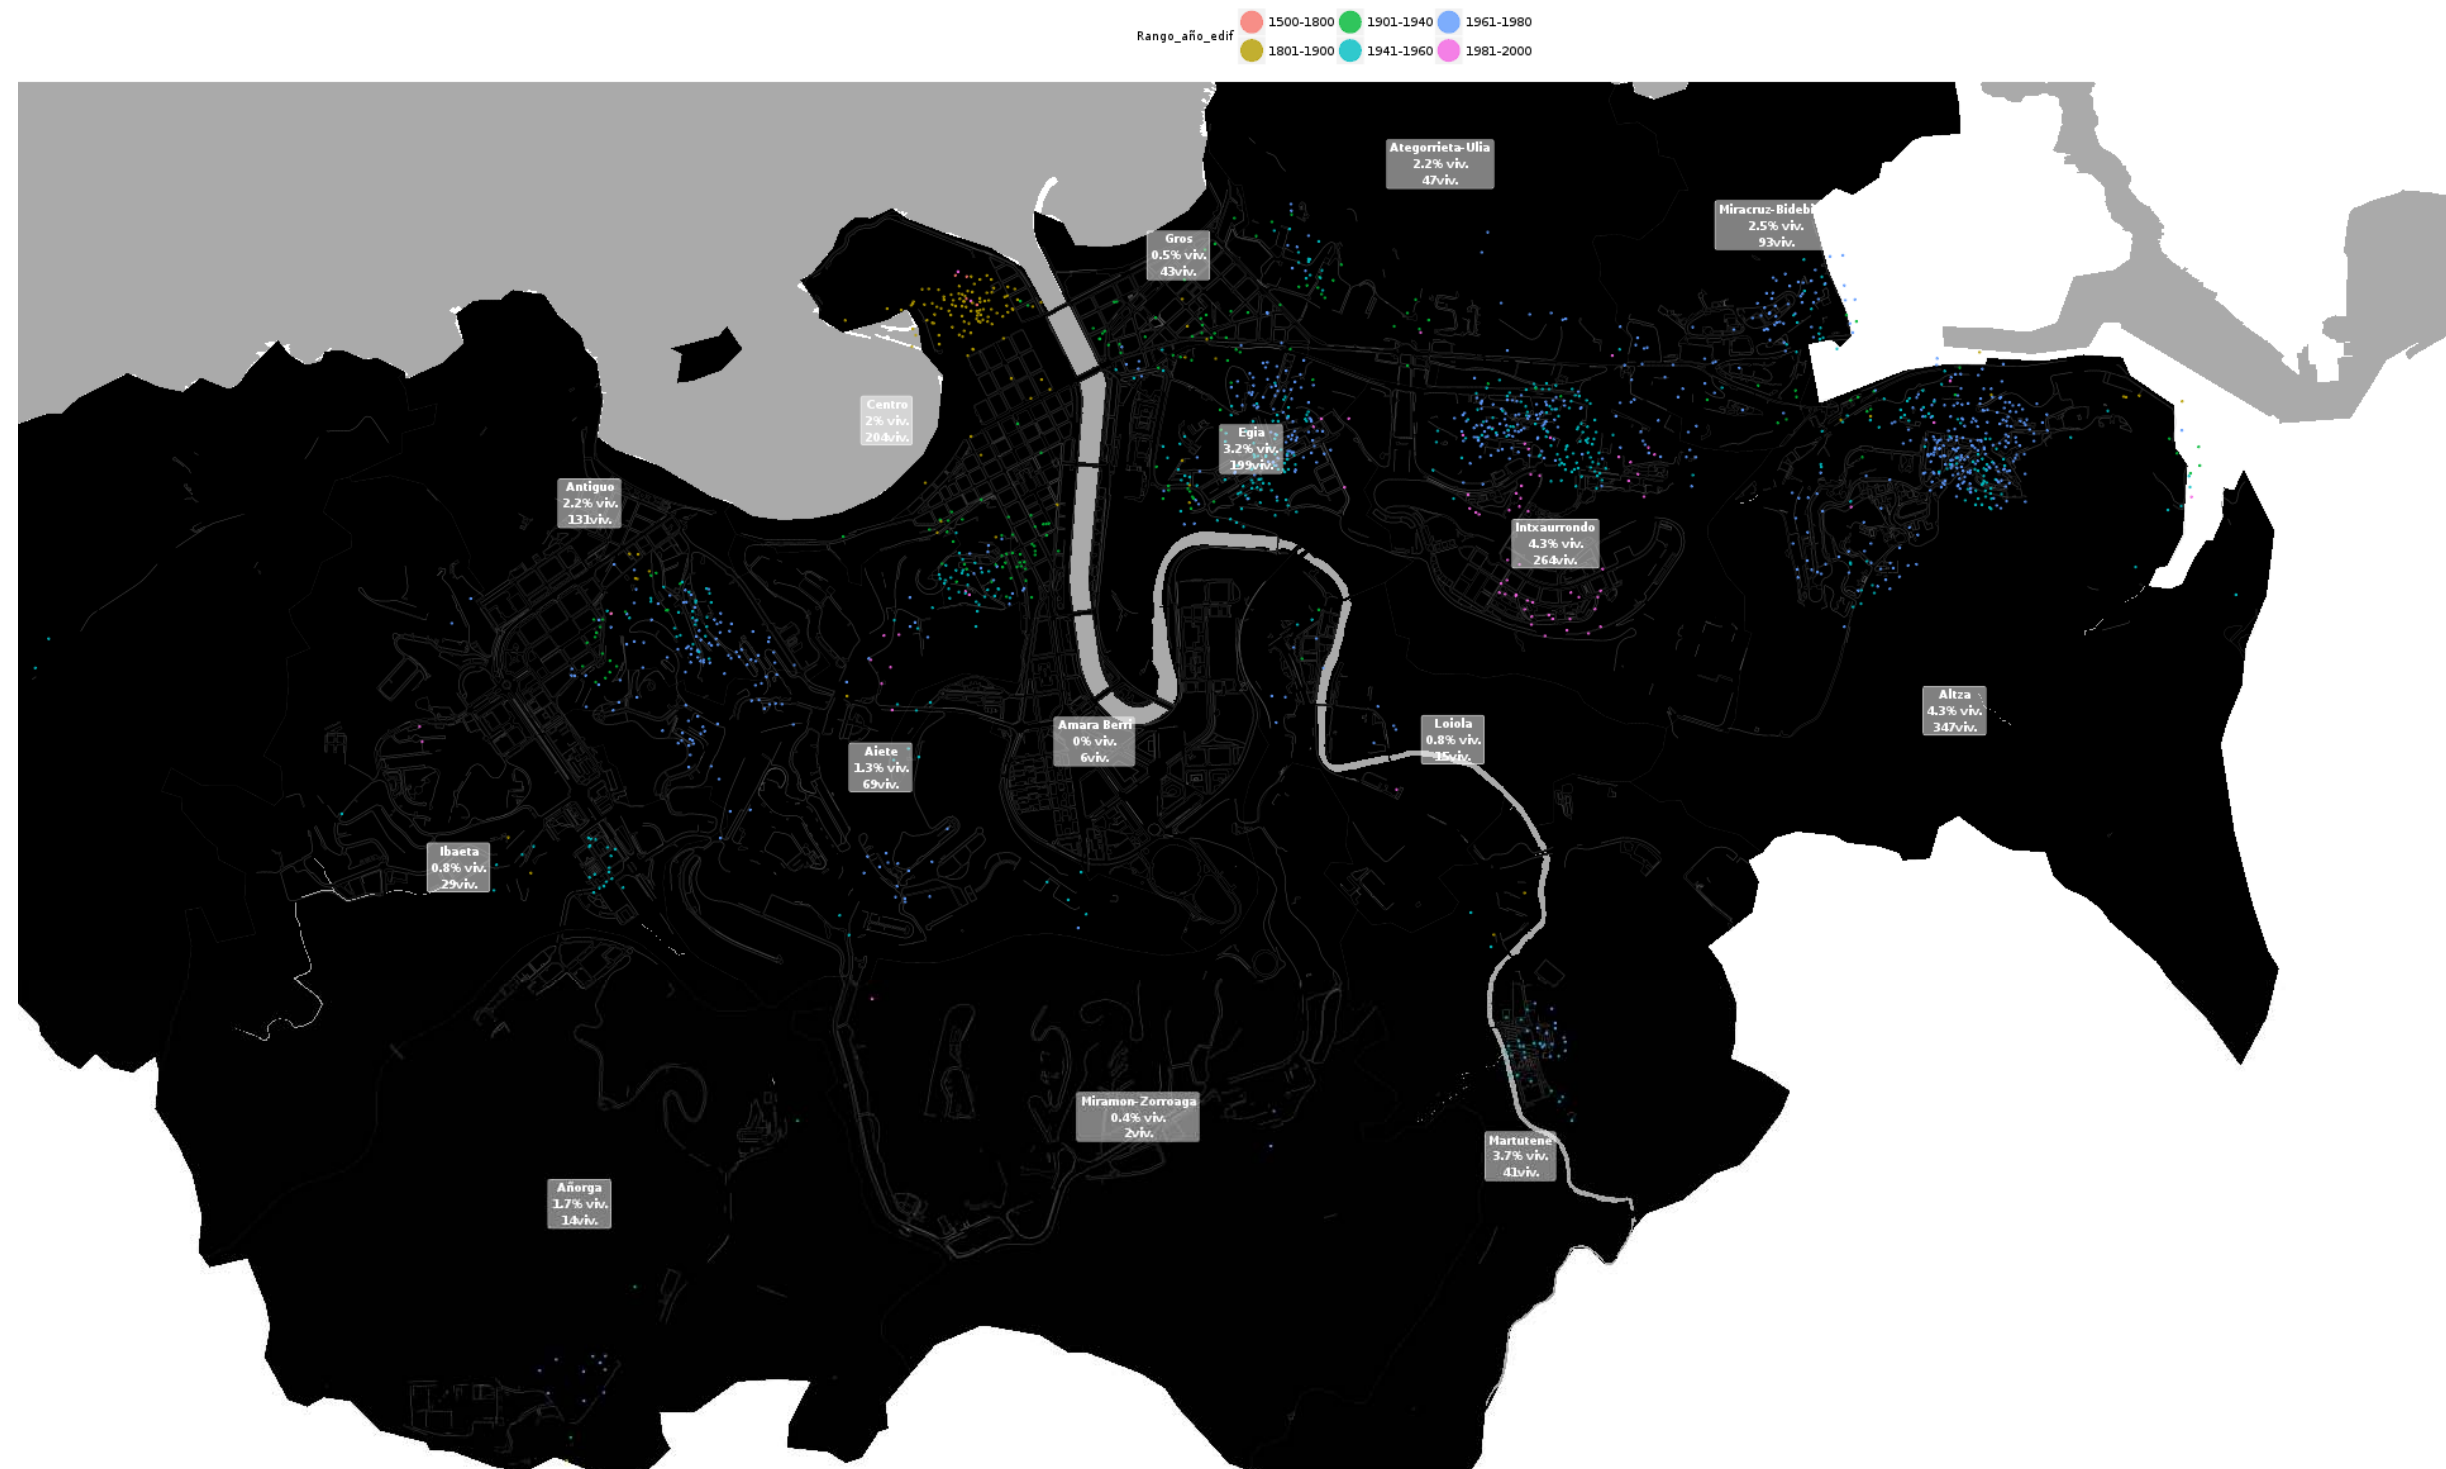 Rango_año_edif
1500-1800
1901-1940
1961-1980
1801-1900
1941-1960
1981-2000
Ategorrieta-Ulia
2.2% viv.
47viv.
Miracruz-Bidebi
2.5% viv.
93viv.
Gros
0.5% viv.
43viv.
Centro
2% viv.
204viv.
Egia
3.2% viv.
199viv.
Antiguo
2.2% viv.
131viv.
Intxaurrondo
4.3% viv.
264viv.
Altza
4.3% viv.
347viv.
Amara Berri
0% viv.
6viv.
Loiola
0.8% viv.
15viv.
Aiete
1.3% viv.
69viv.
Ibaeta
0.8% viv.
29viv.
Miramon-Zorroaga
0.4% viv.
2viv.
Martutene
3.7% viv.
41viv.
Añorga
1.7% viv.
14viv.